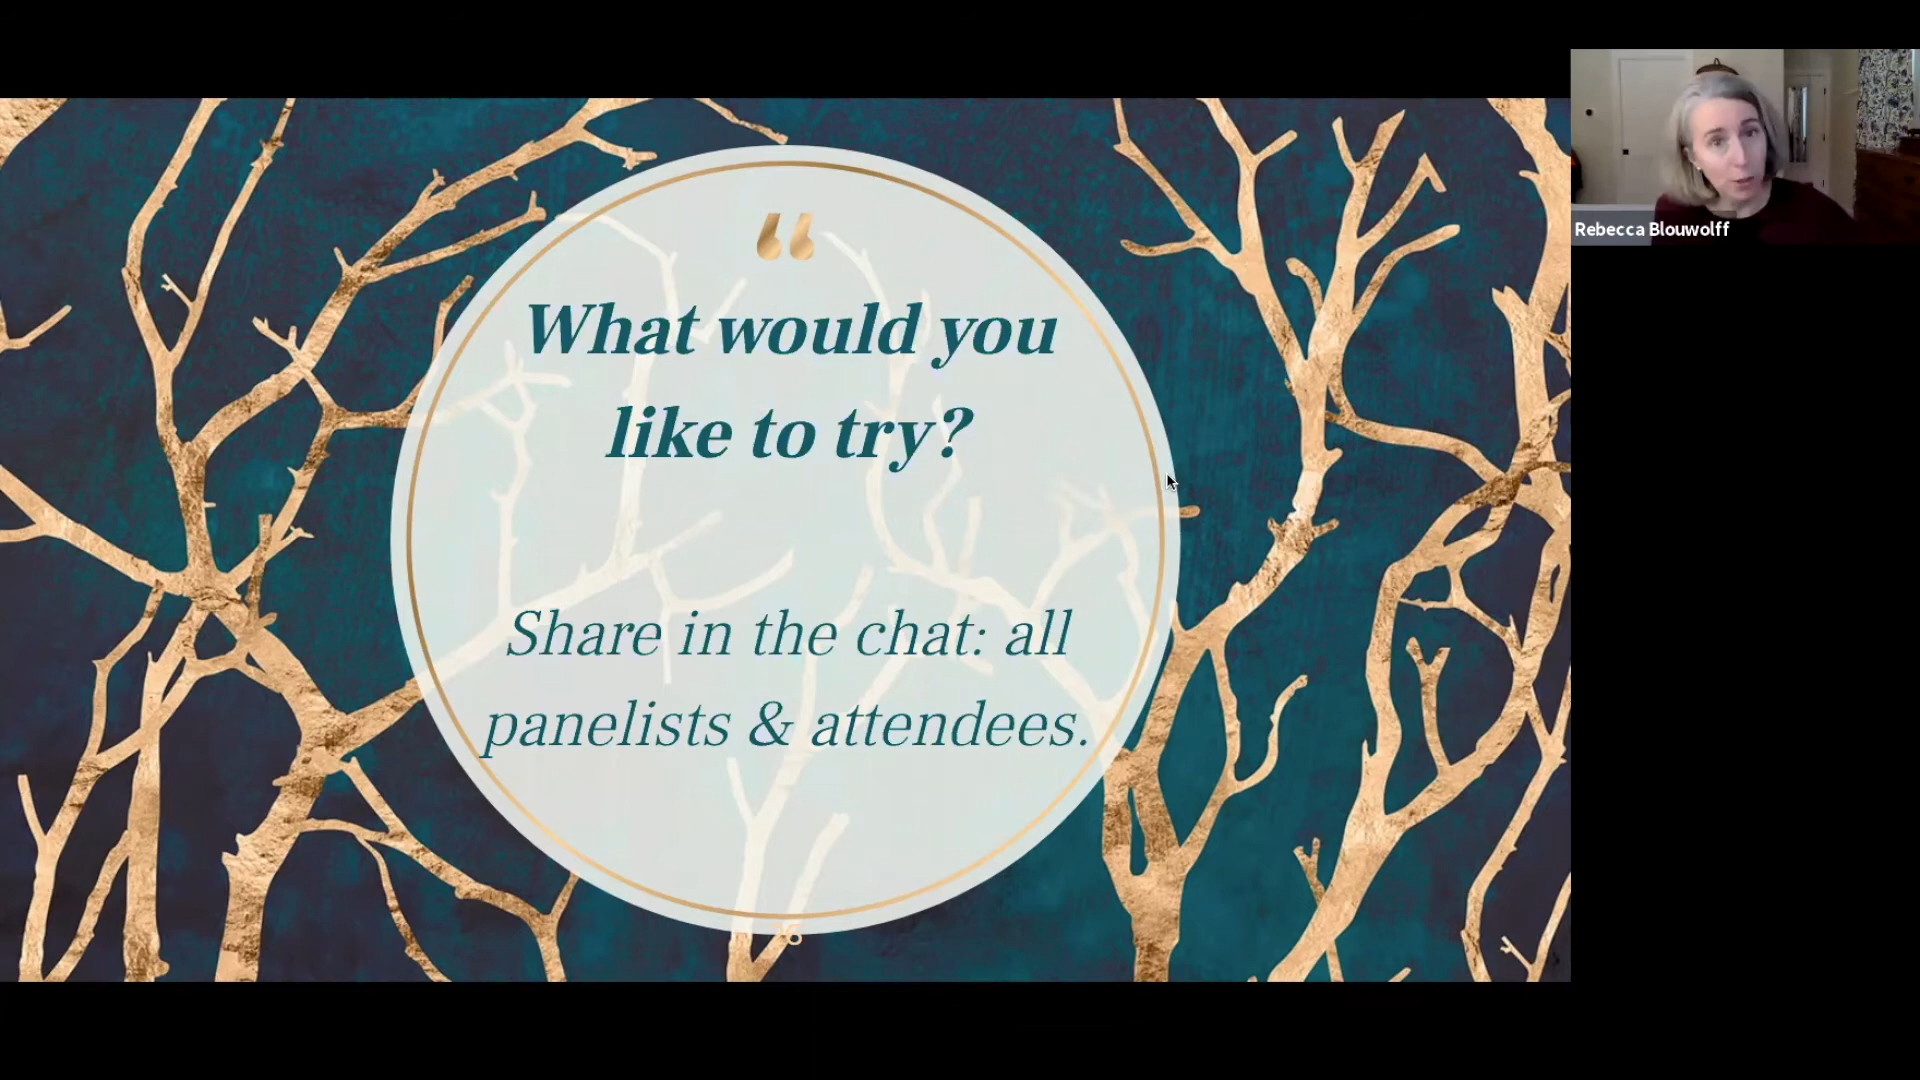 “
What would you
like to try?
Share in the chat: all
panelists & attendees.
Rebecca Blouwolff